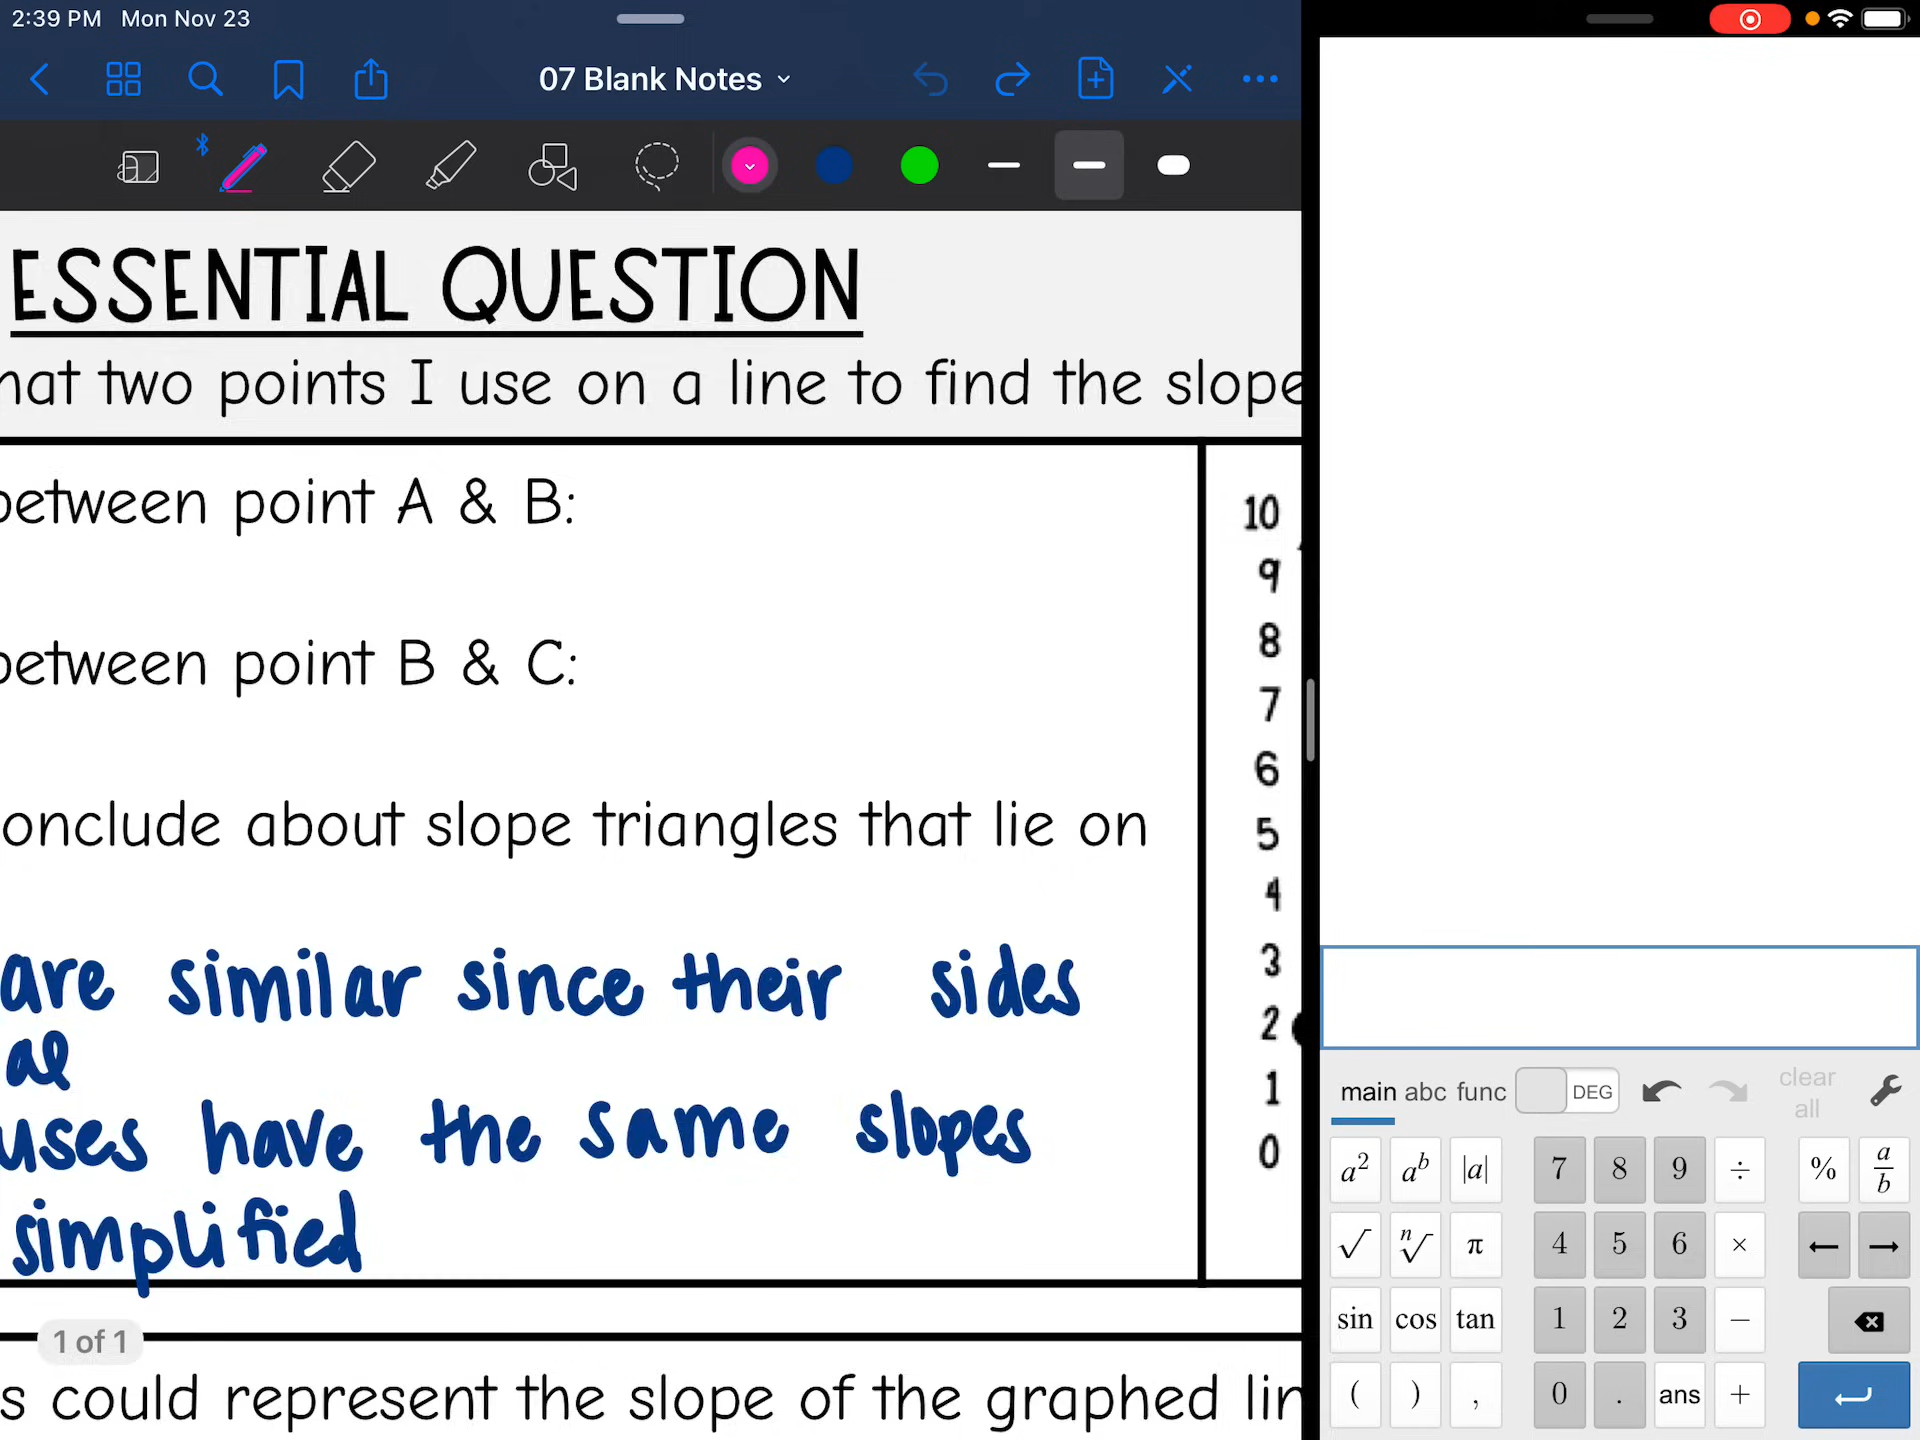 2:39 PM Mon Nov 23
07 Blank Notes
ESSENTIAL QUESTION
hat two points I use on a line to find the slope
between point A & B:
between point B & C:
onclude about slope triangles that lie on
are similar since their sides
al
uses have the same slopes
simplified
1 of 1
s could represent the slope of the graphed lin
10
9
8
7
6
5
4
3
2
1
0
main abc func DEG clear all
a² aᵇ |a| 7 8 9 ÷ % a/b
√ ⁿ√ π 4 5 6 × ← →
sin cos tan 1 2 3 −
( ) , 0 . ans +